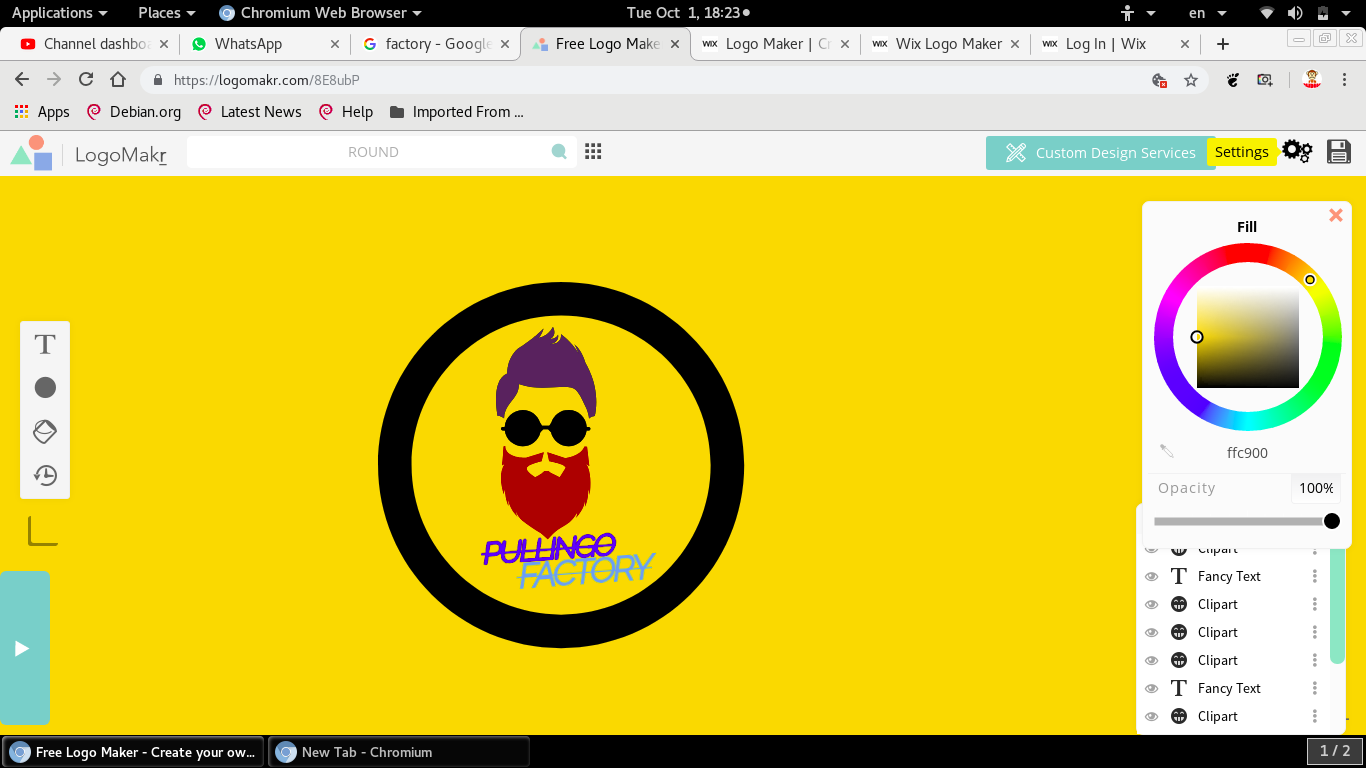 Applications Places Chromium Web Browser Tue Oct 1, 18:23 en
Channel dashbo WhatsApp factory - Google Free Logo Make Logo Maker | Cr Wix Logo Maker Log In | Wix
https://logomakr.com/8E8ubP
Apps Debian.org Latest News Help Imported From ...
LogoMakr ROUND Custom Design Services Settings
Fill
T
ffc900
Opacity 100%
PULLINGO
FACTORY
Clipart
Fancy Text
Clipart
Clipart
Clipart
Fancy Text
Clipart
Free Logo Maker - Create your ow... New Tab - Chromium 1 / 2